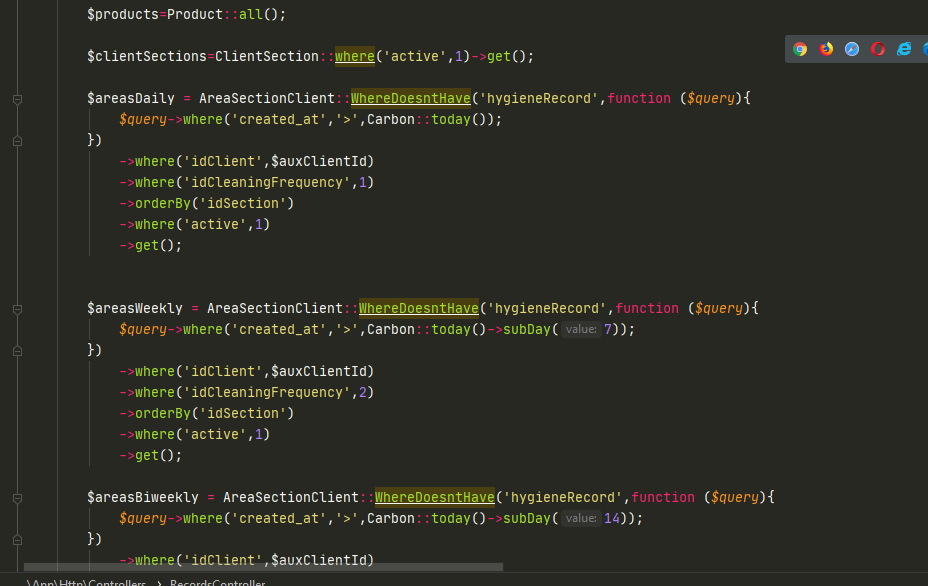 $products=Product::all();
$clientSections=ClientSection::where('active',1)->get();
$areasDaily = AreaSectionClient::WhereDoesntHave('hygieneRecord',function ($query){
$query->where('created_at','>',Carbon::today());
})
->where('idClient',$auxClientId)
->where('idCleaningFrequency',1)
->orderBy('idSection')
->where('active',1)
->get();
$areasWeekly = AreaSectionClient::WhereDoesntHave('hygieneRecord',function ($query){
$query->where('created_at','>',Carbon::today()->subDay( value: 7));
})
->where('idClient',$auxClientId)
->where('idCleaningFrequency',2)
->orderBy('idSection')
->where('active',1)
->get();
$areasBiweekly = AreaSectionClient::WhereDoesntHave('hygieneRecord',function ($query){
$query->where('created_at','>',Carbon::today()->subDay( value: 14));
})
->where('idClient',$auxClientId)
\App\Http\Controllers > RecordsController